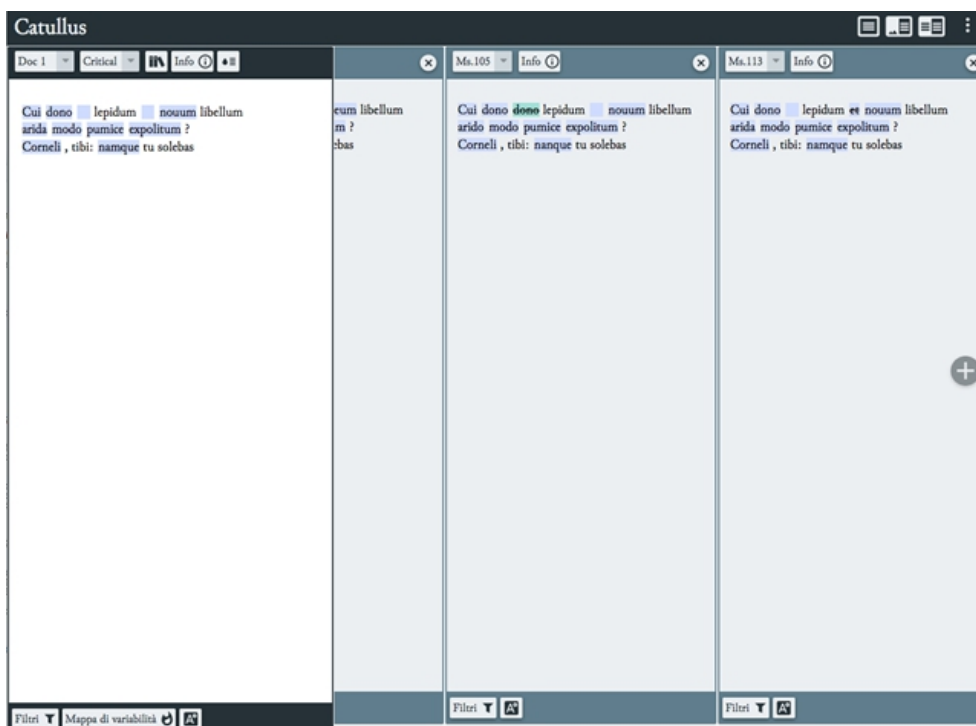 Catullus
Doc 1 Critical Info
Cui dono lepidum nouum libellum
arida modo pumice expolitum ?
Corneli , tibi: namque tu solebas
Filtri Mappa di variabilità A
eum libellum
m ?
bas
Ms.105 Info
Cui dono dono lepidum nouum libellum
arido modo pumice expolitum ?
Corneli , tibi: nanque tu solebas
Filtri A
Ms.113 Info
Cui dono lepidum et nouum libellum
arida modo pumice expolitum ?
Corneli , tibi: namque tu solebas
Filtri A